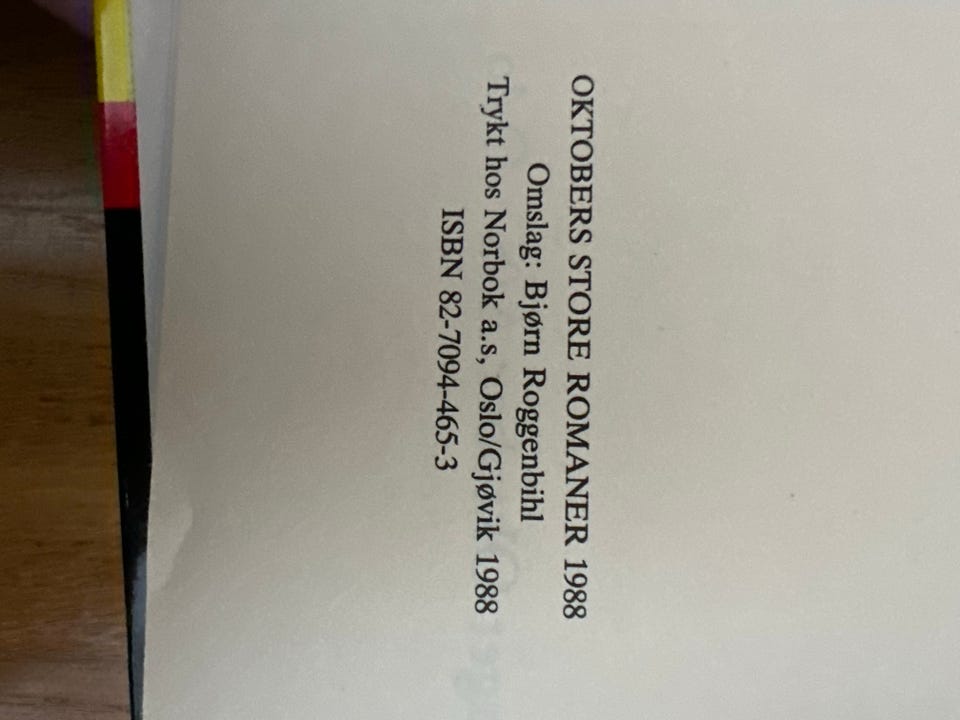 OKTOBERS STORE ROMANER 1988
Omslag: Bjørn Roggenbihl
Trykt hos Norbok a.s, Oslo/Gjøvik 1988
ISBN 82-7094-465-3